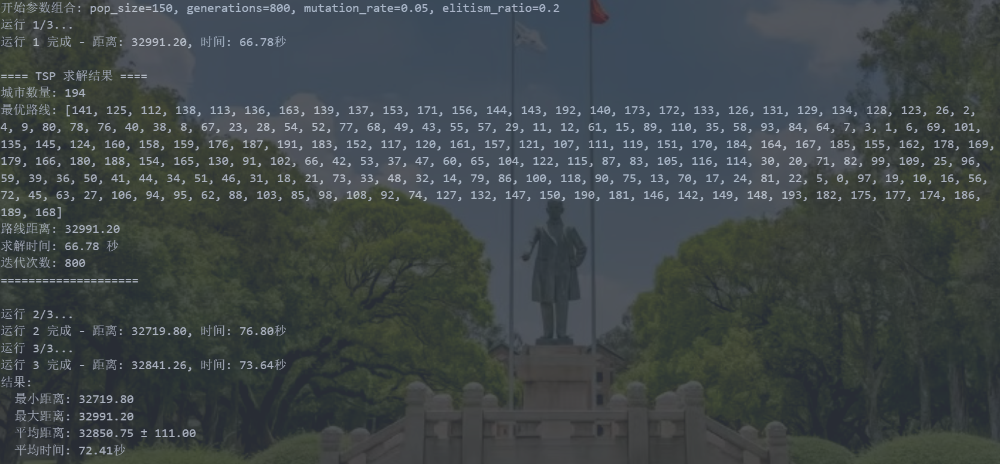 开始参数组合: pop_size=150, generations=800, mutation_rate=0.05, elitism_ratio=0.2
运行 1/3...
运行 1 完成 - 距离: 32991.20, 时间: 66.78秒
==== TSP 求解结果 ====
城市数量: 194
最优路线: [141, 125, 112, 138, 113, 136, 163, 139, 137, 153, 171, 156, 144, 143, 192, 140, 173, 172, 133, 126, 131, 129, 134, 128, 123, 26, 2,
4, 9, 80, 78, 76, 40, 38, 8, 67, 23, 28, 54, 52, 77, 68, 49, 43, 55, 57, 29, 11, 12, 61, 15, 89, 110, 35, 58, 93, 84, 64, 7, 3, 1, 6, 69, 101,
135, 145, 124, 160, 158, 159, 176, 187, 191, 183, 152, 117, 120, 161, 157, 121, 107, 111, 119, 151, 170, 184, 164, 167, 185, 155, 162, 178, 169,
179, 166, 180, 188, 154, 165, 130, 91, 102, 66, 42, 53, 37, 47, 60, 65, 104, 122, 115, 87, 83, 105, 116, 114, 30, 20, 71, 82, 99, 109, 25, 96,
59, 39, 36, 50, 41, 44, 34, 51, 46, 31, 18, 21, 73, 33, 48, 32, 14, 79, 86, 100, 118, 90, 75, 13, 70, 17, 24, 81, 22, 5, 0, 97, 19, 10, 16, 56,
72, 45, 63, 27, 106, 94, 95, 62, 88, 103, 85, 98, 108, 92, 74, 127, 132, 147, 150, 190, 181, 146, 142, 149, 148, 193, 182, 175, 177, 174, 186,
189, 168]
路线距离: 32991.20
求解时间: 66.78 秒
迭代次数: 800
====================
运行 2/3...
运行 2 完成 - 距离: 32719.80, 时间: 76.80秒
运行 3/3...
运行 3 完成 - 距离: 32841.26, 时间: 73.64秒
结果:
最小距离: 32719.80
最大距离: 32991.20
平均距离: 32850.75 ± 111.00
平均时间: 72.41秒